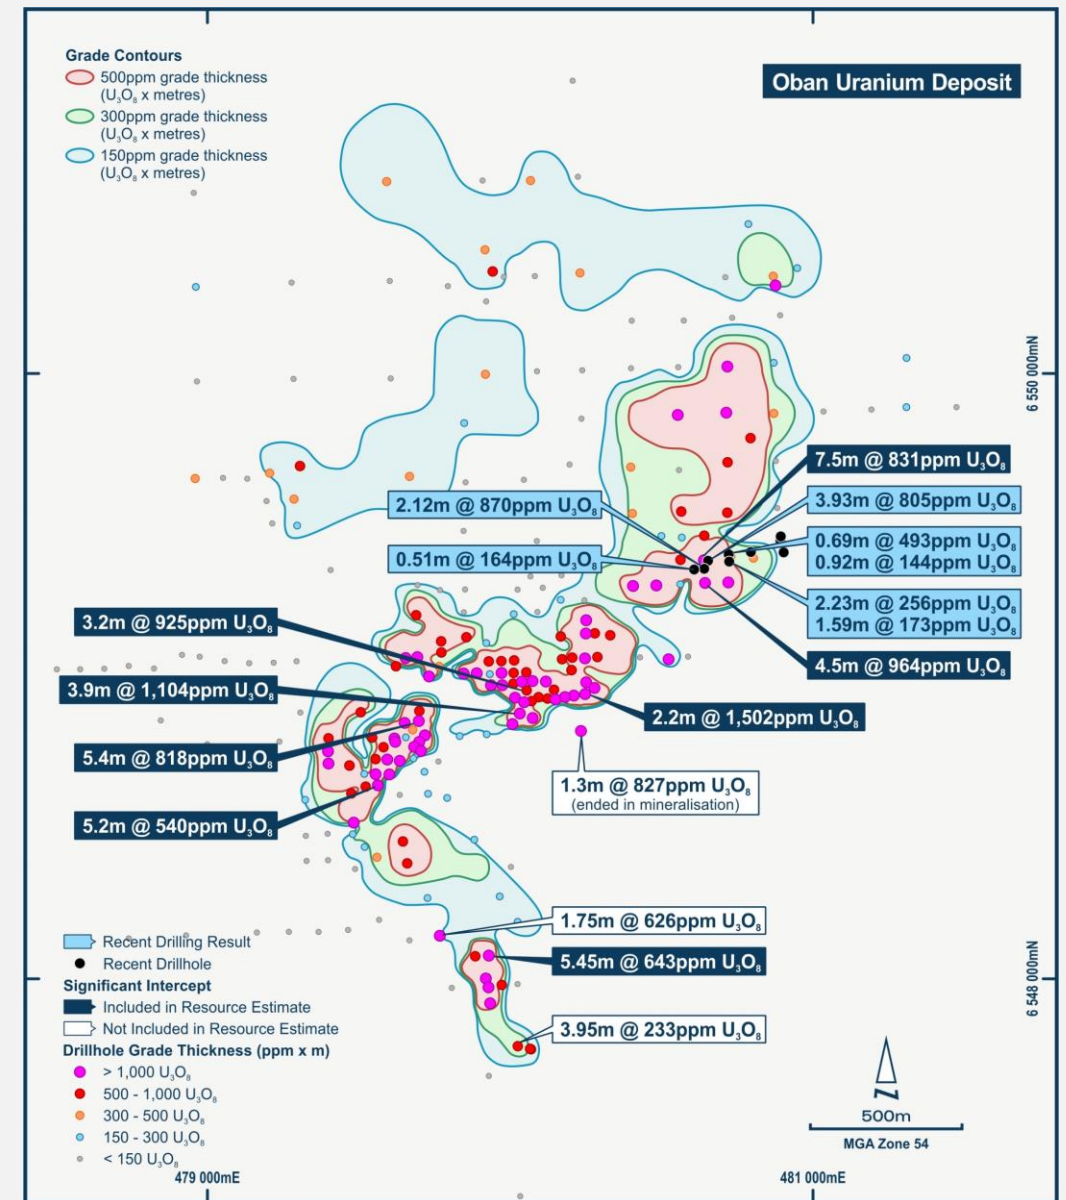 Grade Contours
500ppm grade thickness
(U₃O₈ x metres)
300ppm grade thickness
(U₃O₈ x metres)
150ppm grade thickness
(U₃O₈ x metres)
Oban Uranium Deposit
6 550 000mN
7.5m @ 831ppm U₃O₈
2.12m @ 870ppm U₃O₈
3.93m @ 805ppm U₃O₈
0.51m @ 164ppm U₃O₈
0.69m @ 493ppm U₃O₈
0.92m @ 144ppm U₃O₈
2.23m @ 256ppm U₃O₈
1.59m @ 173ppm U₃O₈
3.2m @ 925ppm U₃O₈
4.5m @ 964ppm U₃O₈
3.9m @ 1,104ppm U₃O₈
2.2m @ 1,502ppm U₃O₈
5.4m @ 818ppm U₃O₈
1.3m @ 827ppm U₃O₈
(ended in mineralisation)
5.2m @ 540ppm U₃O₈
1.75m @ 626ppm U₃O₈
5.45m @ 643ppm U₃O₈
3.95m @ 233ppm U₃O₈
6 548 000mN
Recent Drilling Result
Recent Drillhole
Significant Intercept
Included in Resource Estimate
Not Included in Resource Estimate
Drillhole Grade Thickness (ppm x m)
> 1,000 U₃O₈
500 - 1,000 U₃O₈
300 - 500 U₃O₈
150 - 300 U₃O₈
< 150 U₃O₈
N
500m
MGA Zone 54
479 000mE
481 000mE